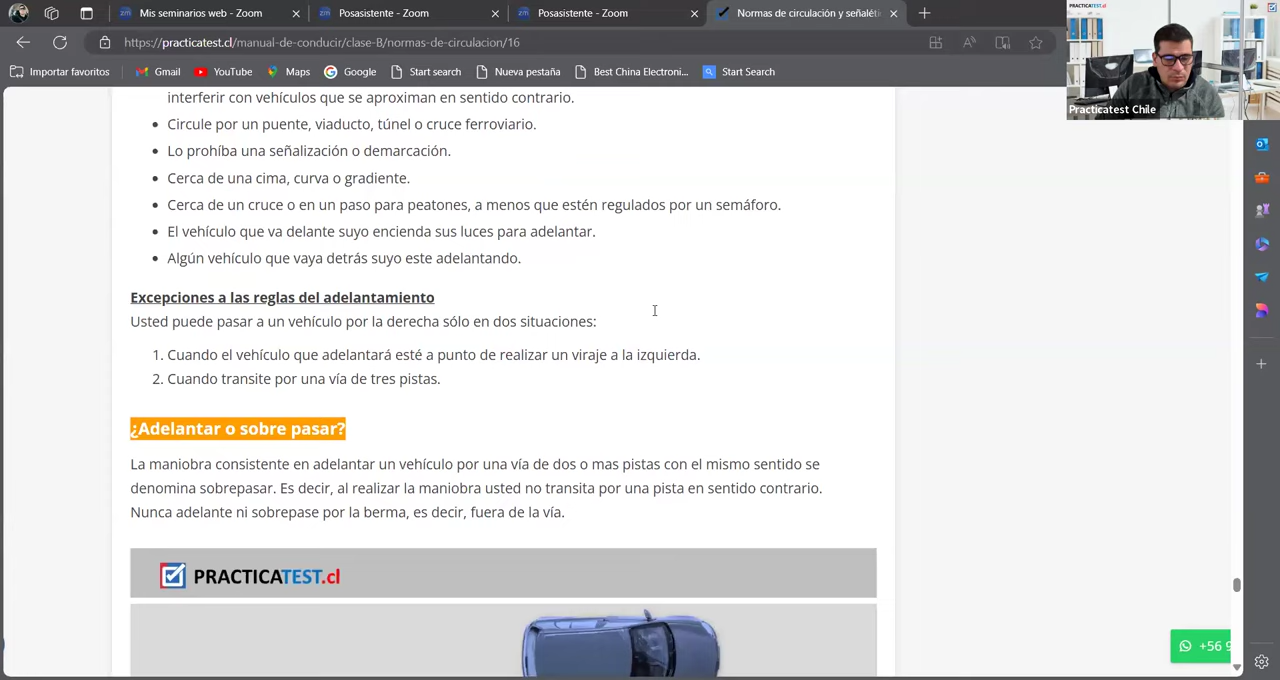 Mis seminarios web - Zoom
Posasistente - Zoom
Posasistente - Zoom
Normas de circulación y señaléti
https://practicatest.cl/manual-de-conducir/clase-B/normas-de-circulacion/16
Importar favoritos
Gmail
YouTube
Maps
Google
Start search
Nueva pestaña
Best China Electroni...
Start Search
PRACTICATEST.cl
Practicatest Chile
interferir con vehículos que se aproximan en sentido contrario.
• Circule por un puente, viaducto, túnel o cruce ferroviario.
• Lo prohíba una señalización o demarcación.
• Cerca de una cima, curva o gradiente.
• Cerca de un cruce o en un paso para peatones, a menos que estén regulados por un semáforo.
• El vehículo que va delante suyo encienda sus luces para adelantar.
• Algún vehículo que vaya detrás suyo este adelantando.
Excepciones a las reglas del adelantamiento
Usted puede pasar a un vehículo por la derecha sólo en dos situaciones:
1. Cuando el vehículo que adelantará esté a punto de realizar un viraje a la izquierda.
2. Cuando transite por una vía de tres pistas.
¿Adelantar o sobre pasar?
La maniobra consistente en adelantar un vehículo por una vía de dos o mas pistas con el mismo sentido se
denomina sobrepasar. Es decir, al realizar la maniobra usted no transita por una pista en sentido contrario.
Nunca adelante ni sobrepase por la berma, es decir, fuera de la vía.
PRACTICATEST.cl
+56 9